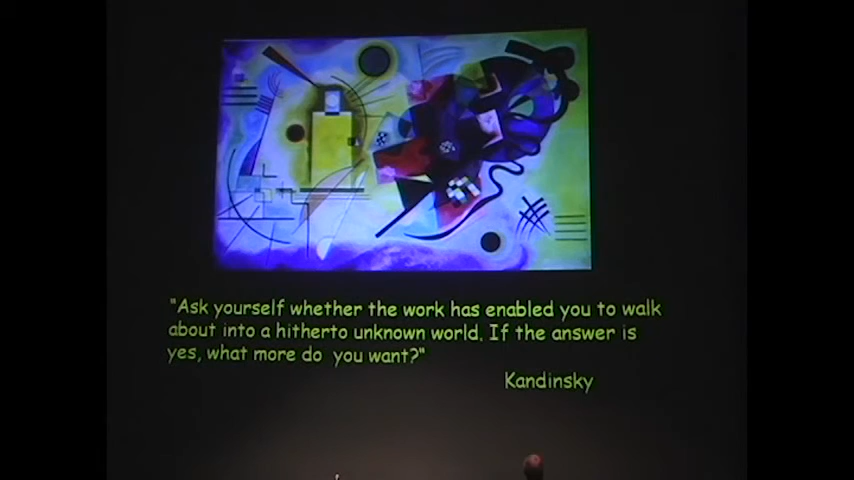 "Ask yourself whether the work has enabled you to walk
about into a hitherto unknown world. If the answer is
yes, what more do you want?"
Kandinsky